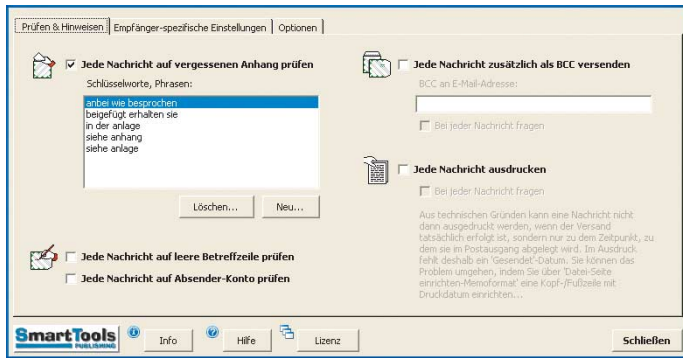 Prüfen & Hinweisen
Empfänger-spezifische Einstellungen
Optionen
Jede Nachricht auf vergessenen Anhang prüfen
Schlüsselworte, Phrasen:
anbei wie besprochen
beigefügt erhalten sie
in der anlage
siehe anhang
siehe anlage
Löschen...
Neu...
Jede Nachricht auf leere Betreffzeile prüfen
Jede Nachricht auf Absender-Konto prüfen
Jede Nachricht zusätzlich als BCC versenden
BCC an E-Mail-Adresse:
Bei jeder Nachricht fragen
Jede Nachricht ausdrucken
Bei jeder Nachricht fragen
Aus technischen Gründen kann eine Nachricht nicht
dann ausgedruckt werden, wenn der Versand
tatsächlich erfolgt ist, sondern nur zu dem Zeitpunkt, zu
dem sie im Postausgang abgelegt wird. Im Ausdruck
fehlt deshalb ein 'Gesendet'-Datum. Sie können das
Problem umgehen, indem Sie über 'Datei-Seite
einrichten-Memoformat' eine Kopf-/Fußzeile mit
Druckdatum einrichten...
SmartTools
PUBLISHING
Info
Hilfe
Lizenz
Schließen